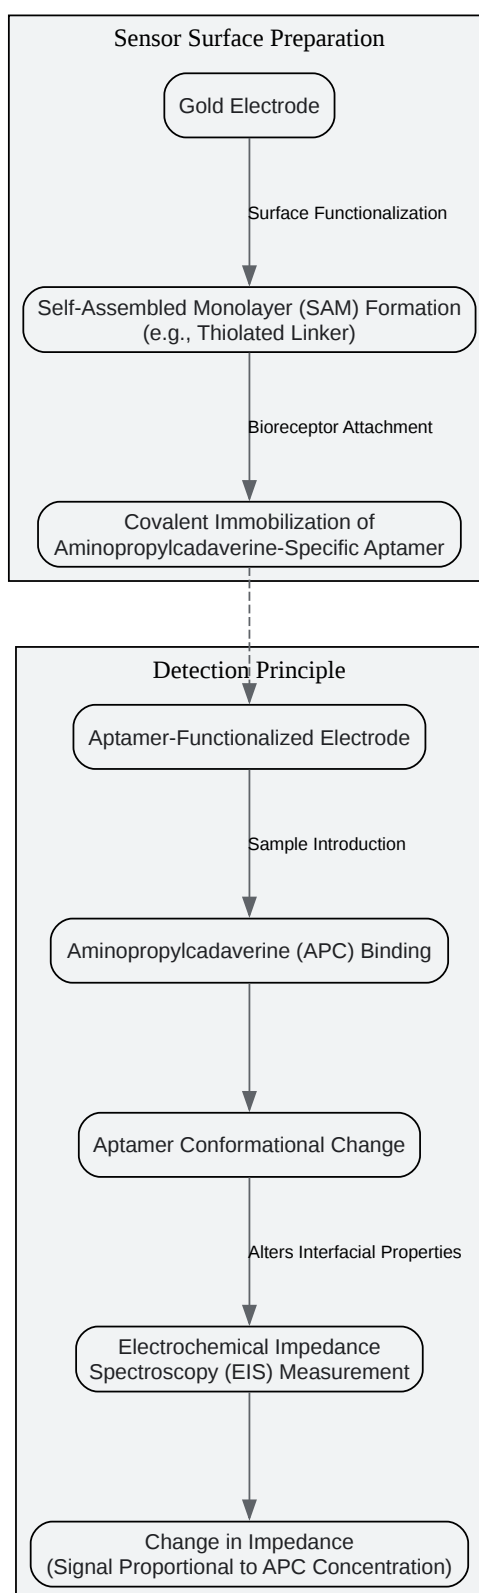 Sensor Surface Preparation
Gold Electrode
Surface Functionalization
Self-Assembled Monolayer (SAM) Formation
(e.g., Thiolated Linker)
Bioreceptor Attachment
Covalent Immobilization of
Aminopropylcadaverine-Specific Aptamer
Detection Principle
Aptamer-Functionalized Electrode
Sample Introduction
Aminopropylcadaverine (APC) Binding
Aptamer Conformational Change
Alters Interfacial Properties
Electrochemical Impedance
Spectroscopy (EIS) Measurement
Change in Impedance
(Signal Proportional to APC Concentration)